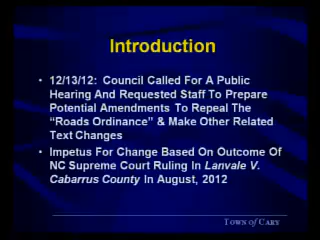 Introduction
• 12/13/12: Council Called For A Public
Hearing And Requested Staff To Prepare
Potential Amendments To Repeal The
“Roads Ordinance” & Make Other Related
Text Changes
• Impetus For Change Based On Outcome Of
NC Supreme Court Ruling In Lanvale V.
Cabarrus County In August, 2012
TOWN of CARY